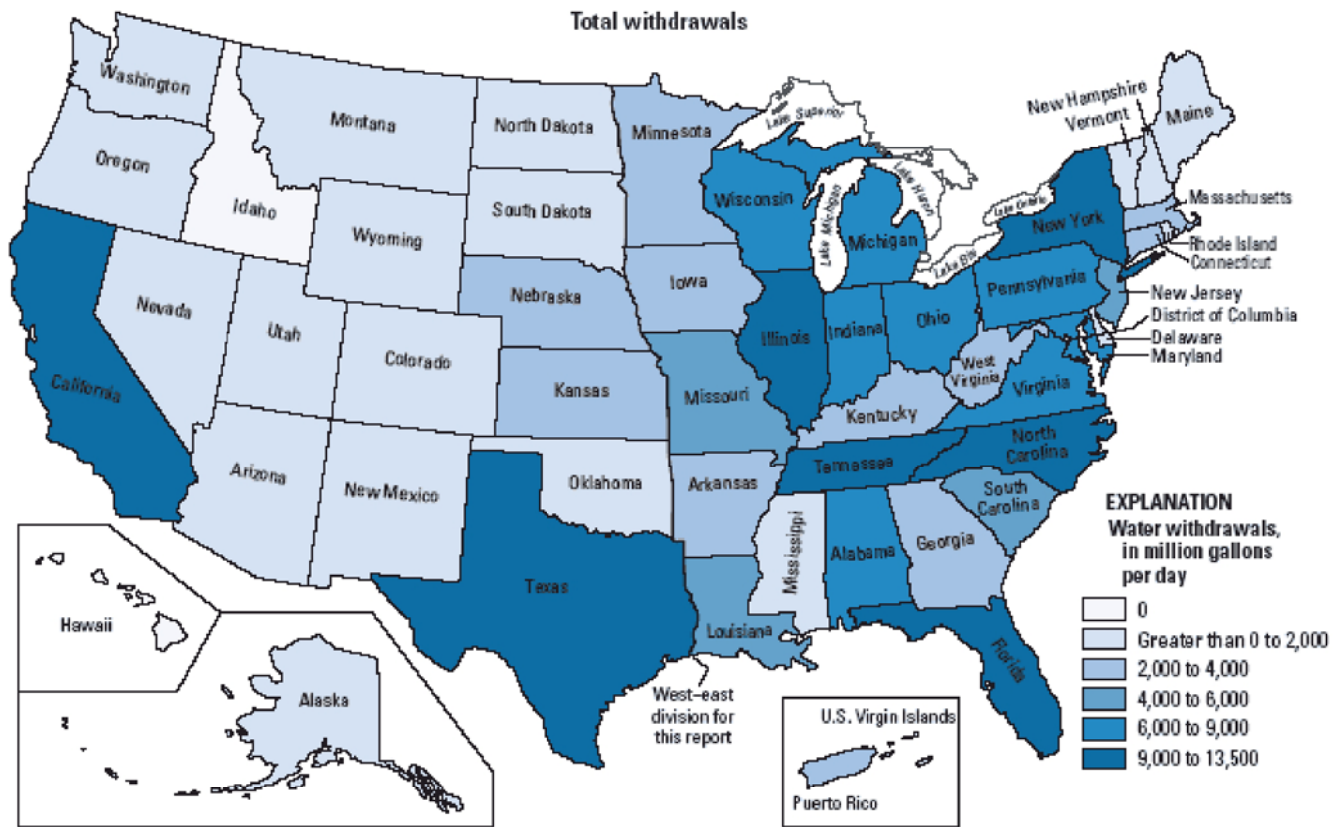 Total withdrawals
Washington
Oregon
California
Idaho
Nevada
Montana
Wyoming
Utah
Colorado
Arizona
New Mexico
North Dakota
South Dakota
Nebraska
Kansas
Oklahoma
Texas
Minnesota
Iowa
Missouri
Arkansas
Louisiana
Wisconsin
Illinois
Michigan
Indiana
Ohio
Kentucky
Tennessee
Mississippi
Alabama
Georgia
Florida
South
Carolina
North
Carolina
Virginia
West
Virginia
Pennsylvania
New York
Maine
New Hampshire
Vermont
Massachusetts
Rhode Island
Connecticut
New Jersey
District of Columbia
Delaware
Maryland
Lake Superior
Lake Michigan
Lake Huron
Lake Ontario
Hawaii
Alaska
West–east
division for
this report
U.S. Virgin Islands
Puerto Rico
EXPLANATION
Water withdrawals,
in million gallons
per day
0
Greater than 0 to 2,000
2,000 to 4,000
4,000 to 6,000
6,000 to 9,000
9,000 to 13,500